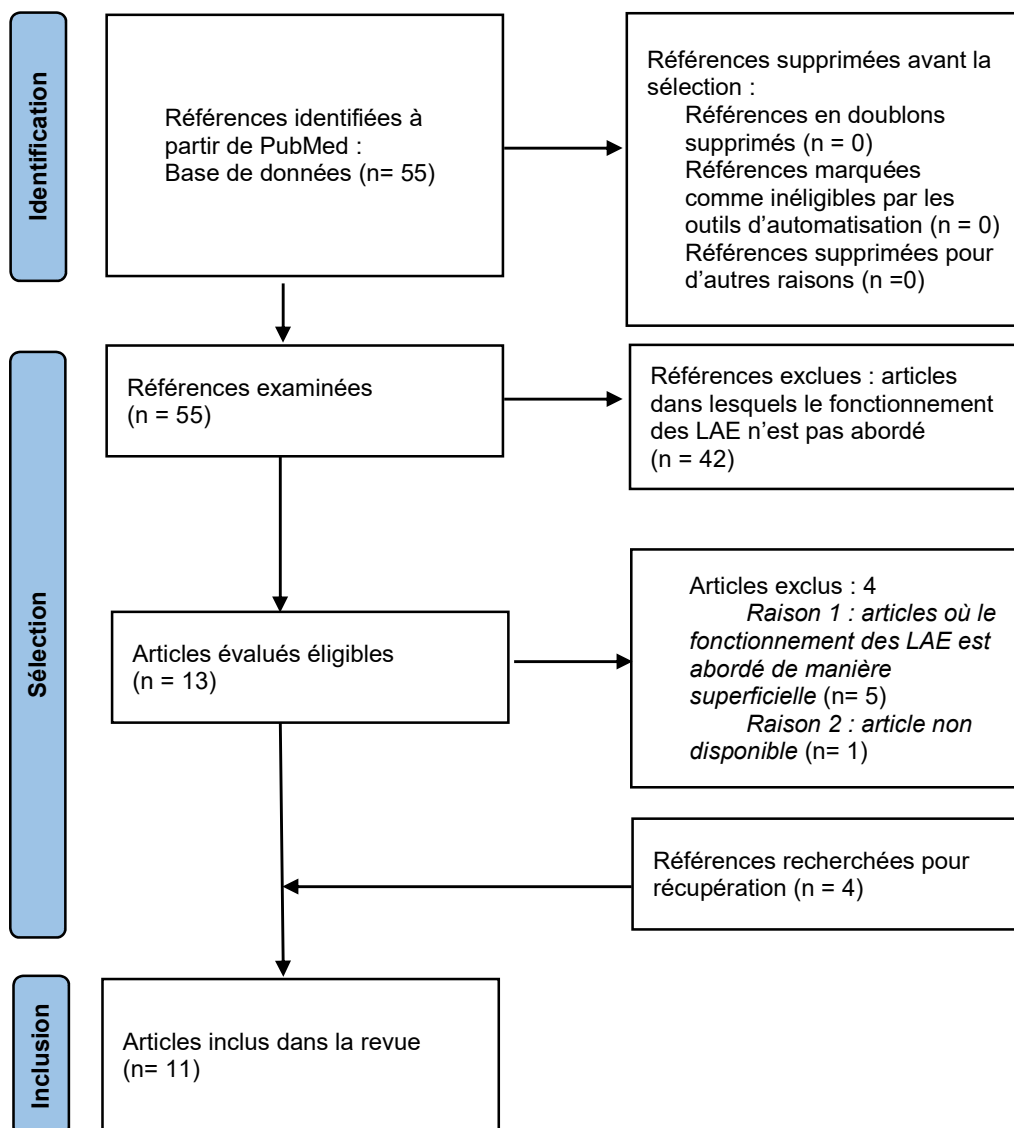 Identification
Références identifiées à
partir de PubMed :
Base de données (n= 55)
Références supprimées avant la
sélection :
Références en doublons
supprimés (n = 0)
Références marquées
comme inéligibles par les
outils d’automatisation (n = 0)
Références supprimées pour
d’autres raisons (n =0)
Sélection
Références examinées
(n = 55)
Références exclues : articles
dans lesquels le fonctionnement
des LAE n’est pas abordé
(n = 42)
Articles évalués éligibles
(n = 13)
Articles exclus : 4
Raison 1 : articles où le
fonctionnement des LAE est
abordé de manière
superficielle (n= 5)
Raison 2 : article non
disponible (n= 1)
Références recherchées pour
récupération (n = 4)
Inclusion
Articles inclus dans la revue
(n= 11)